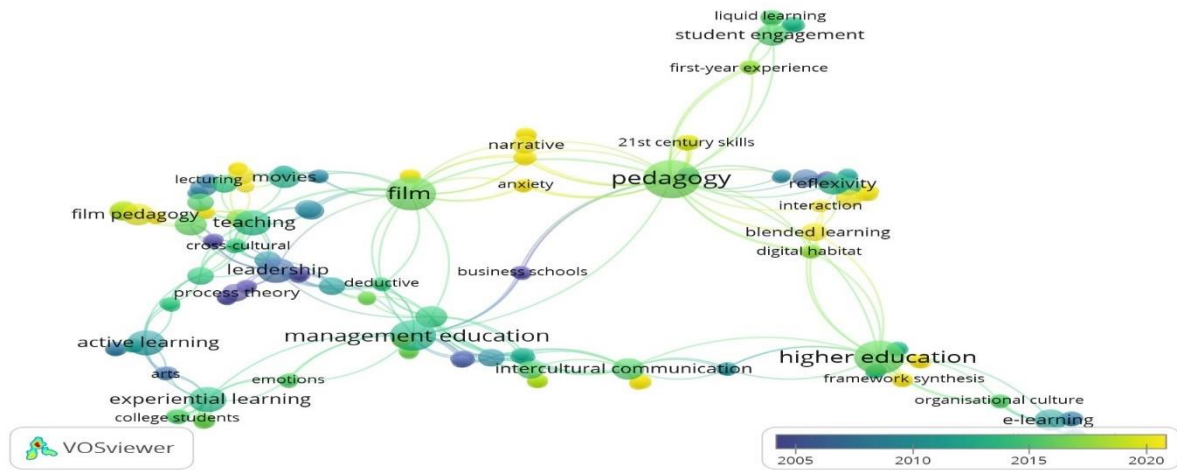 liquid learning
student engagement
first-year experience
21st century skills
narrative
pedagogy
lecturing
movies
anxiety
film
reflexivity
interaction
film pedagogy
teaching
blended learning
cross-cultural
digital habitat
leadership
business schools
deductive
process theory
management education
active learning
higher education
intercultural communication
arts
emotions
framework synthesis
experiential learning
organisational culture
college students
e-learning
VOSviewer
2005 2010 2015 2020